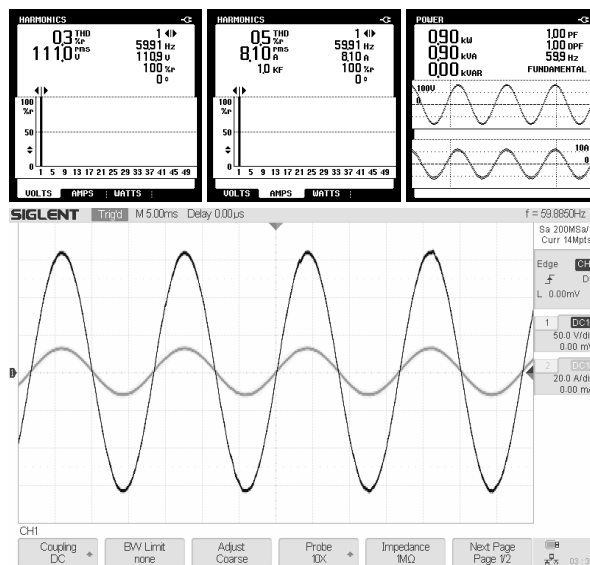 HARMONICS
0.3 THD %r
111.0 rms V
1
59.91 Hz
110.9 V
100 %r
0°
100
%r
50
0
1 5 9 13 17 21 25 29 33 37 41 45 49
VOLTS AMPS WATTS
HARMONICS
0.5 THD %r
8.10 rms A
1.0 KF
1
59.91 Hz
8.10 A
100 %r
0°
100
%r
50
0
1 5 9 13 17 21 25 29 33 37 41 45 49
VOLTS AMPS WATTS
POWER
0.90 kW
0.90 kVA
0.00 kVAR
1.00 PF
1.00 DPF
59.9 Hz
FUNDAMENTAL
100V
0
10A
0
SIGLENT Trig'd M 5.00ms Delay 0.00µs f = 59.8850Hz
Sa 200MSa/
Curr 14Mpts
Edge CH
D
L 0.00mV
1 DC1
50.0 V/di
0.00 m
2 DC1
20.0 A/di
0.00 m
CH1
Coupling
DC
BW Limit
none
Adjust
Coarse
Probe
10X
Impedance
1MΩ
Next Page
Page 1/2